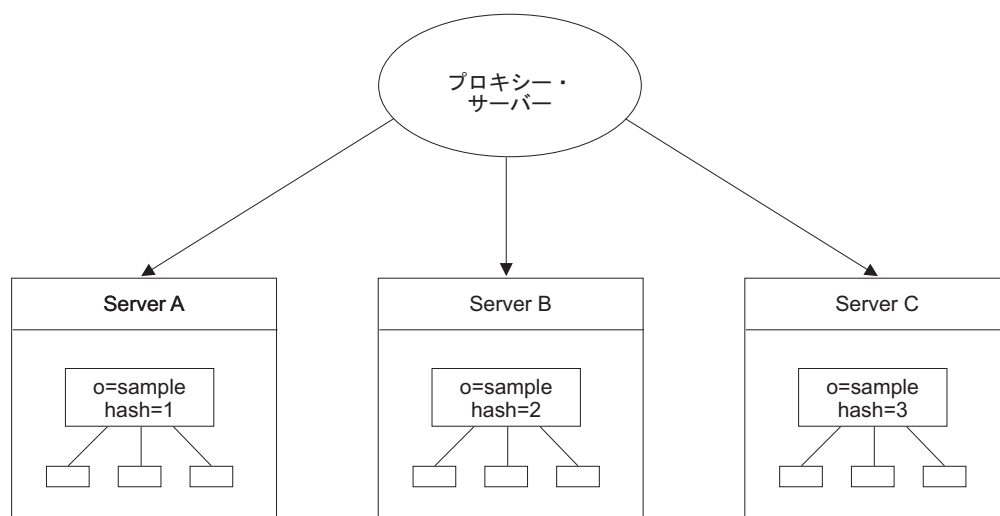 プロキシー・
サーバー
Server A
Server B
Server C
o=sample
hash=1
o=sample
hash=2
o=sample
hash=3